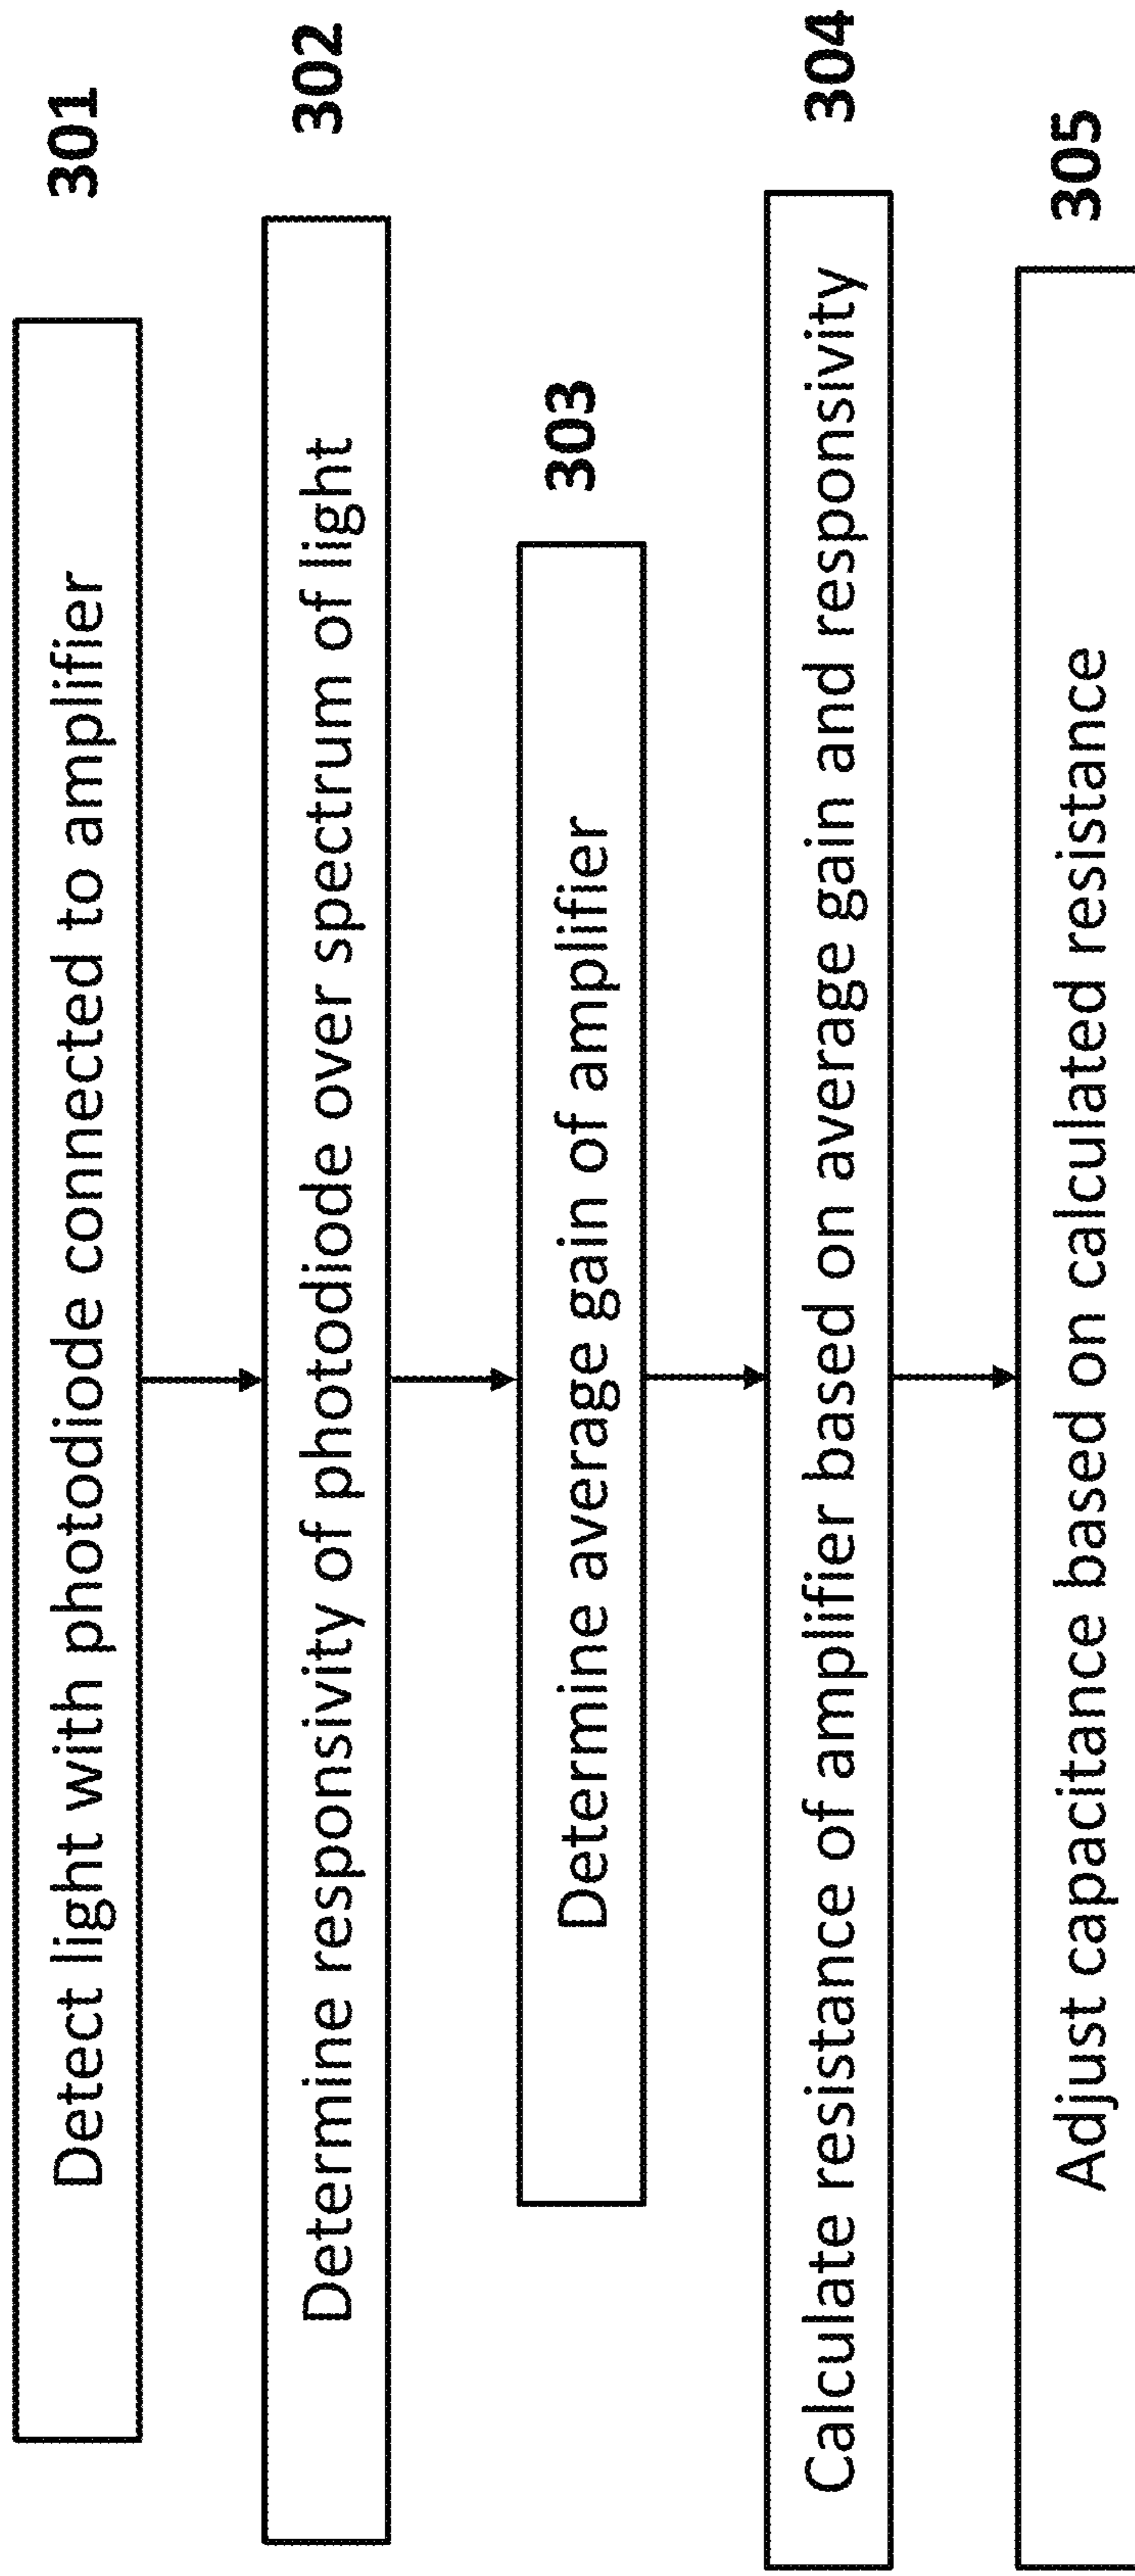 Detect light with photodiode connected to amplifier
301
Determine responsivity of photodiode over spectrum of light
302
Determine average gain of amplifier
303
Calculate resistance of amplifier based on average gain and responsivity
304
Adjust capacitance based on calculated resistance
305